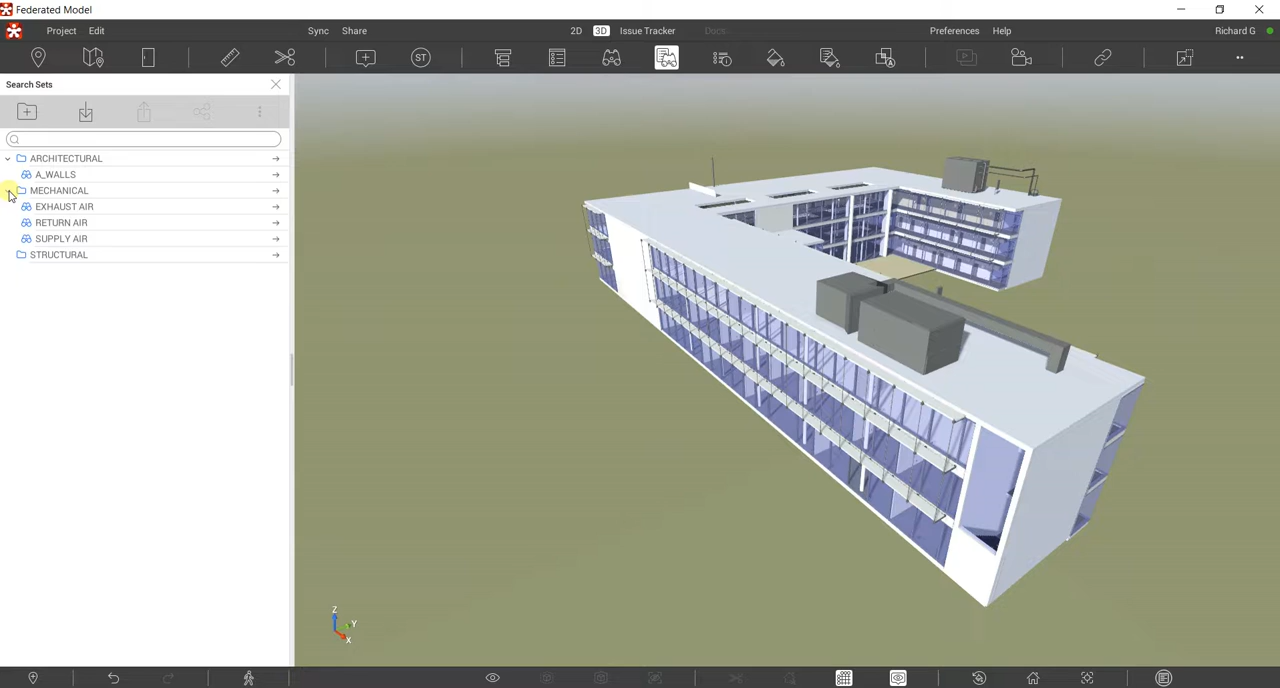 Federated Model
Project Edit Sync Share 2D 3D Issue Tracker Docs Preferences Help Richard G
ST
Search Sets
ARCHITECTURAL
A_WALLS
MECHANICAL
EXHAUST AIR
RETURN AIR
SUPPLY AIR
STRUCTURAL
Z
Y
X